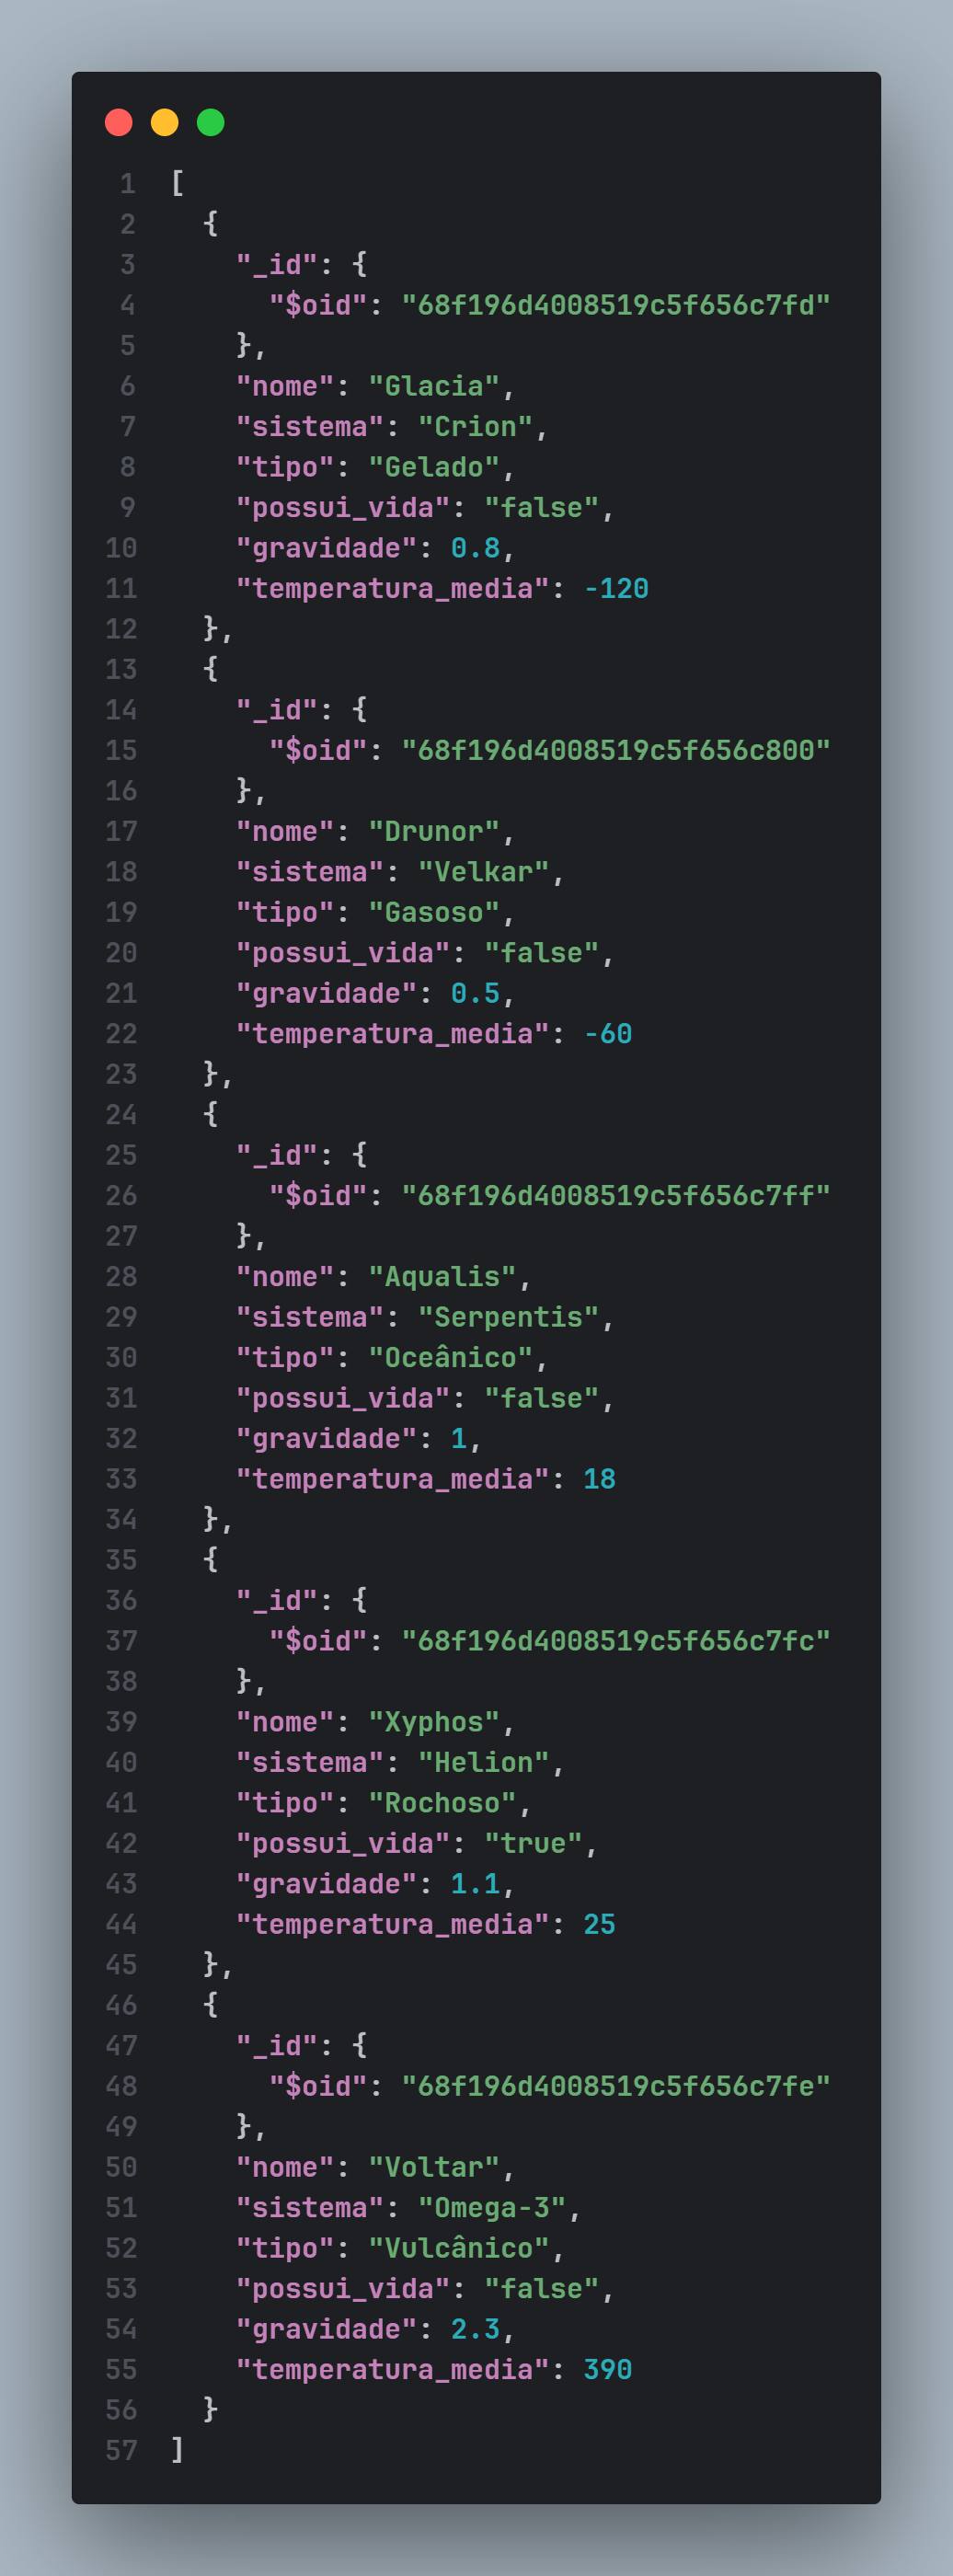 1 [
2   {
3     "_id": {
4       "$oid": "68f196d4008519c5f656c7fd"
5     },
6     "nome": "Glacia",
7     "sistema": "Crion",
8     "tipo": "Gelado",
9     "possui_vida": "false",
10     "gravidade": 0.8,
11     "temperatura_media": -120
12   },
13   {
14     "_id": {
15       "$oid": "68f196d4008519c5f656c800"
16     },
17     "nome": "Drunor",
18     "sistema": "Velkar",
19     "tipo": "Gasoso",
20     "possui_vida": "false",
21     "gravidade": 0.5,
22     "temperatura_media": -60
23   },
24   {
25     "_id": {
26       "$oid": "68f196d4008519c5f656c7ff"
27     },
28     "nome": "Aqualis",
29     "sistema": "Serpentis",
30     "tipo": "Oceânico",
31     "possui_vida": "false",
32     "gravidade": 1,
33     "temperatura_media": 18
34   },
35   {
36     "_id": {
37       "$oid": "68f196d4008519c5f656c7fc"
38     },
39     "nome": "Xyphos",
40     "sistema": "Helion",
41     "tipo": "Rochoso",
42     "possui_vida": "true",
43     "gravidade": 1.1,
44     "temperatura_media": 25
45   },
46   {
47     "_id": {
48       "$oid": "68f196d4008519c5f656c7fe"
49     },
50     "nome": "Voltar",
51     "sistema": "Omega-3",
52     "tipo": "Vulcânico",
53     "possui_vida": "false",
54     "gravidade": 2.3,
55     "temperatura_media": 390
56   }
57 ]